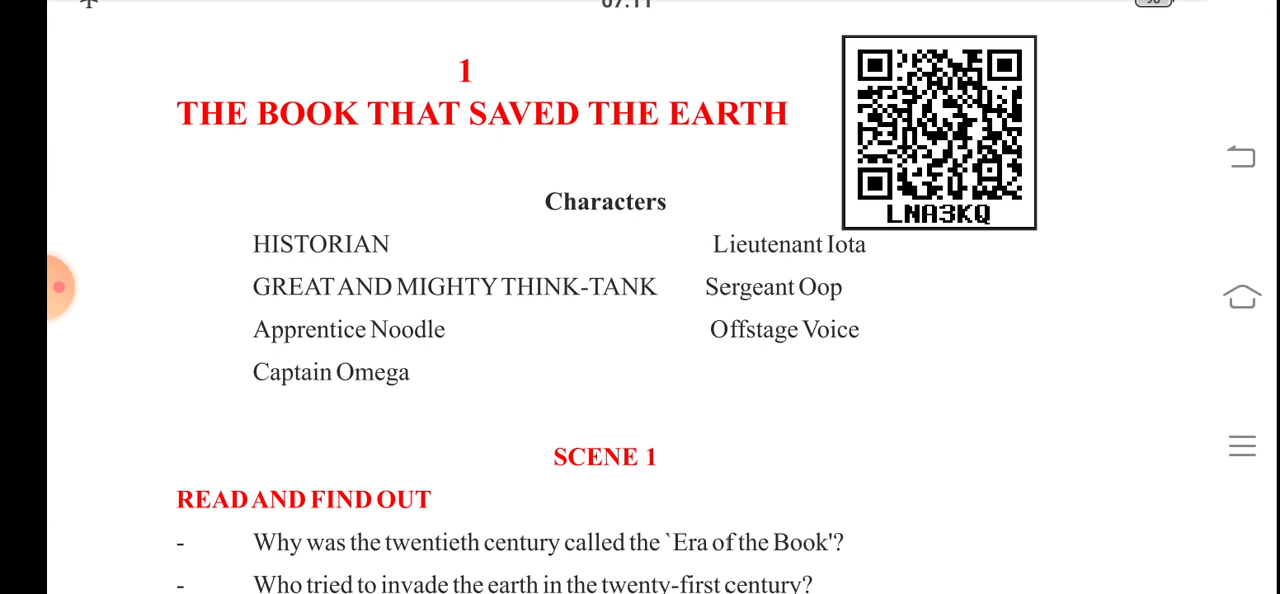 1
THE BOOK THAT SAVED THE EARTH
LNA3KQ
Characters
HISTORIAN Lieutenant Iota
GREAT AND MIGHTY THINK-TANK Sergeant Oop
Apprentice Noodle Offstage Voice
Captain Omega
SCENE 1
READ AND FIND OUT
- Why was the twentieth century called the `Era of the Book'?
- Who tried to invade the earth in the twenty-first century?